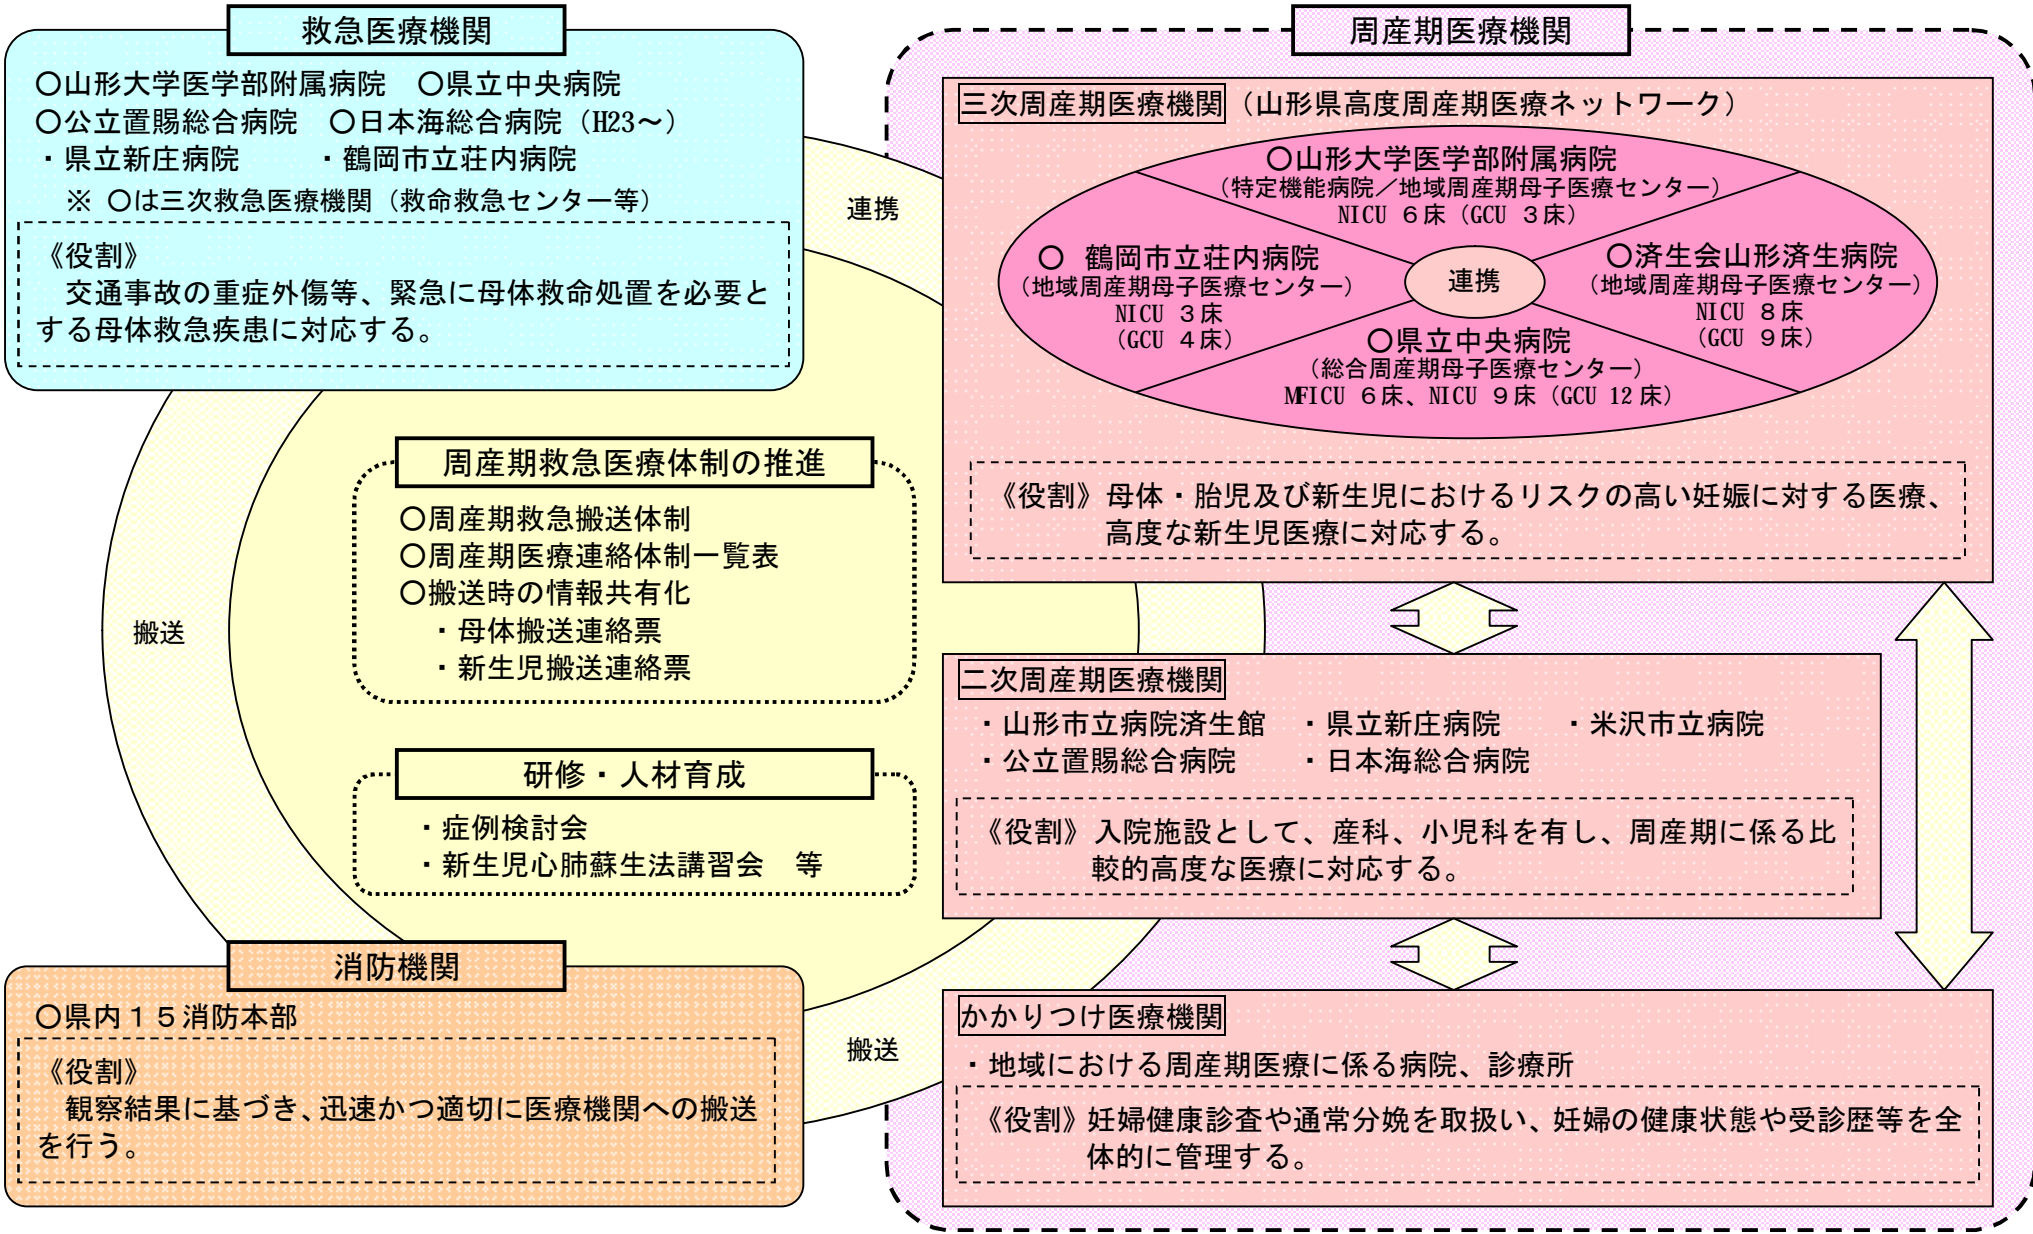 救急医療機関
〇山形大学医学部附属病院　〇県立中央病院
〇公立置賜総合病院　〇日本海総合病院（H23～）
・県立新庄病院　　　・鶴岡市立荘内病院
※ 〇は三次救急医療機関（救命救急センター等）
《役割》
交通事故の重症外傷等、緊急に母体救命処置を必要と
する母体救急疾患に対応する。
連携
搬送
周産期救急医療体制の推進
〇周産期救急搬送体制
〇周産期医療連絡体制一覧表
〇搬送時の情報共有化
・母体搬送連絡票
・新生児搬送連絡票
研修・人材育成
・症例検討会
・新生児心肺蘇生法講習会　等
消防機関
〇県内１５消防本部
《役割》
観察結果に基づき、迅速かつ適切に医療機関への搬送
を行う。
搬送
周産期医療機関
三次周産期医療機関（山形県高度周産期医療ネットワーク）
〇山形大学医学部附属病院
（特定機能病院／地域周産期母子医療センター）
NICU ６床（GCU ３床）
〇 鶴岡市立荘内病院
（地域周産期母子医療センター）
NICU ３床
（GCU ４床）
連携
〇済生会山形済生病院
（地域周産期母子医療センター）
NICU ８床
（GCU ９床）
〇県立中央病院
（総合周産期母子医療センター）
MFICU ６床、NICU ９床（GCU 12 床）
《役割》母体・胎児及び新生児におけるリスクの高い妊娠に対する医療、
高度な新生児医療に対応する。
二次周産期医療機関
・山形市立病院済生館　・県立新庄病院　　・米沢市立病院
・公立置賜総合病院　　・日本海総合病院
《役割》入院施設として、産科、小児科を有し、周産期に係る比
較的高度な医療に対応する。
かかりつけ医療機関
・地域における周産期医療に係る病院、診療所
《役割》妊婦健康診査や通常分娩を取扱い、妊婦の健康状態や受診歴等を全
体的に管理する。